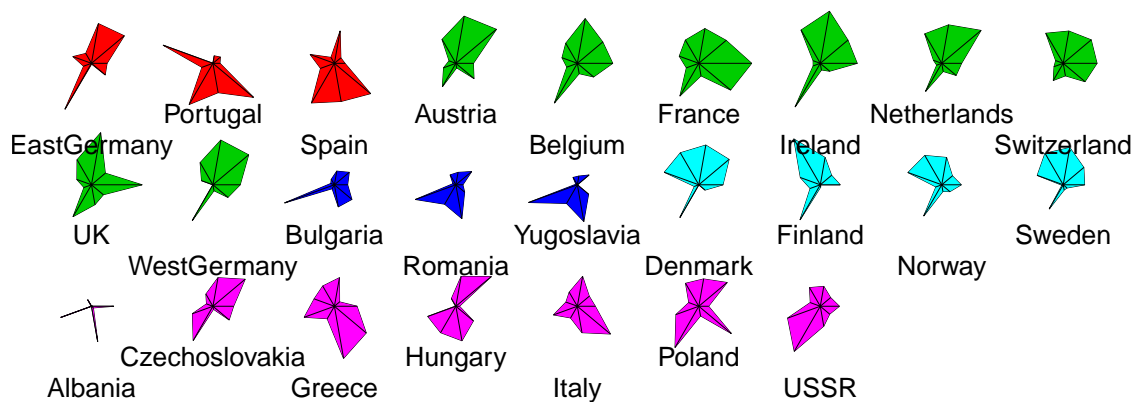 Portugal Austria France Netherlands
EastGermany Spain Belgium Ireland Switzerland
UK Bulgaria Yugoslavia Finland Sweden
WestGermany Romania Denmark Norway
Czechoslovakia Hungary Poland
Albania Greece Italy USSR